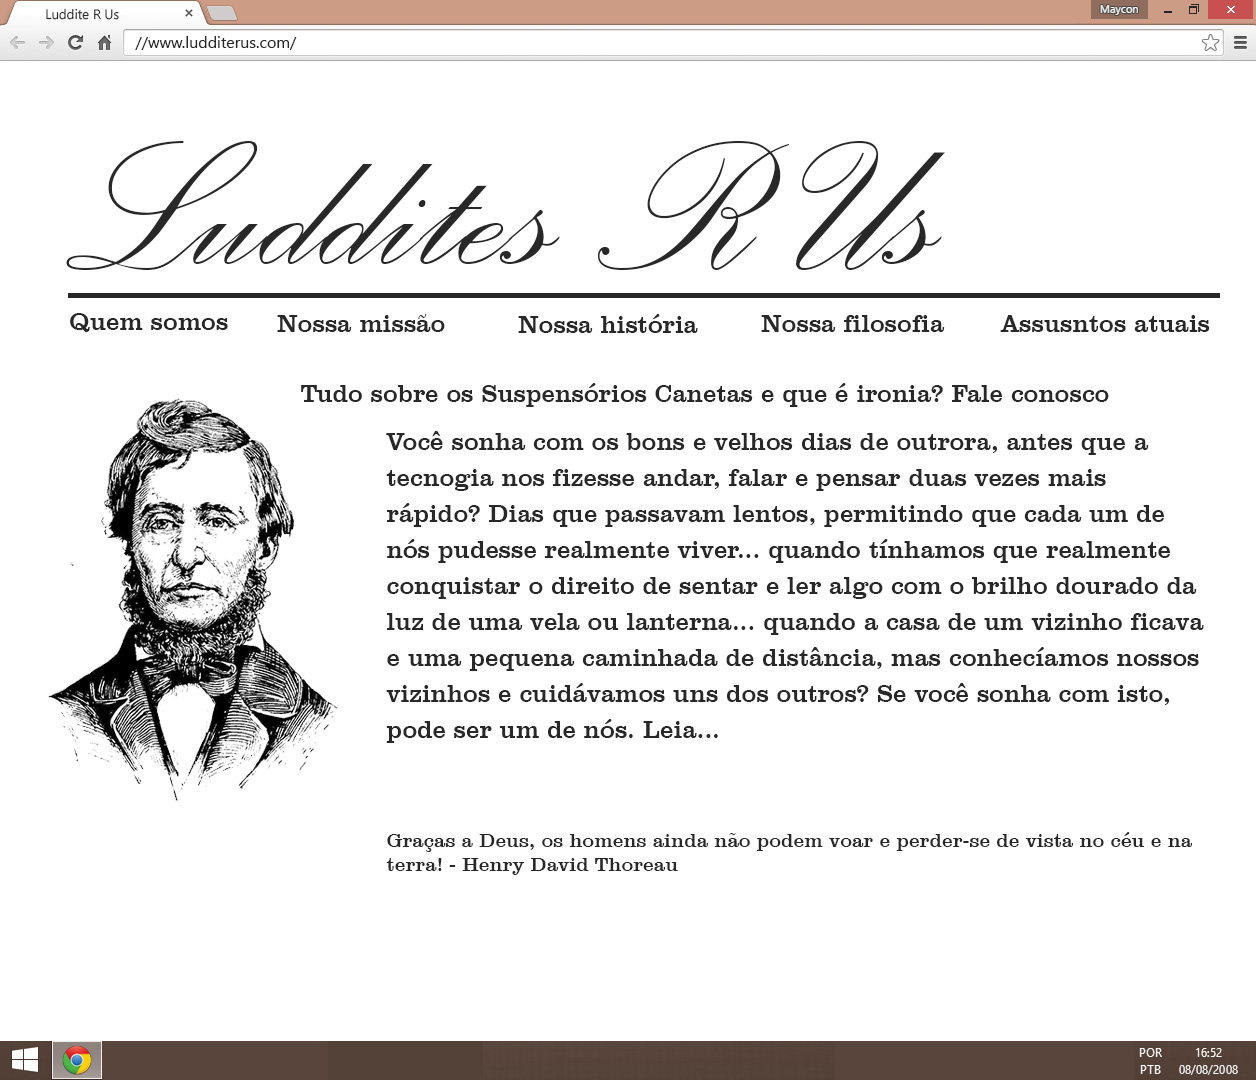 Luddite R Us
Maycon
//www.ludditerus.com/
Luddites R Us
Quem somos Nossa missão Nossa história Nossa filosofia Assusntos atuais
Tudo sobre os Suspensórios Canetas e que é ironia? Fale conosco
Você sonha com os bons e velhos dias de outrora, antes que a
tecnogia nos fizesse andar, falar e pensar duas vezes mais
rápido? Dias que passavam lentos, permitindo que cada um de
nós pudesse realmente viver... quando tínhamos que realmente
conquistar o direito de sentar e ler algo com o brilho dourado da
luz de uma vela ou lanterna... quando a casa de um vizinho ficava
e uma pequena caminhada de distância, mas conhecíamos nossos
vizinhos e cuidávamos uns dos outros? Se você sonha com isto,
pode ser um de nós. Leia...
Graças a Deus, os homens ainda não podem voar e perder-se de vista no céu e na
terra! - Henry David Thoreau
POR 16:52
PTB 08/08/2008